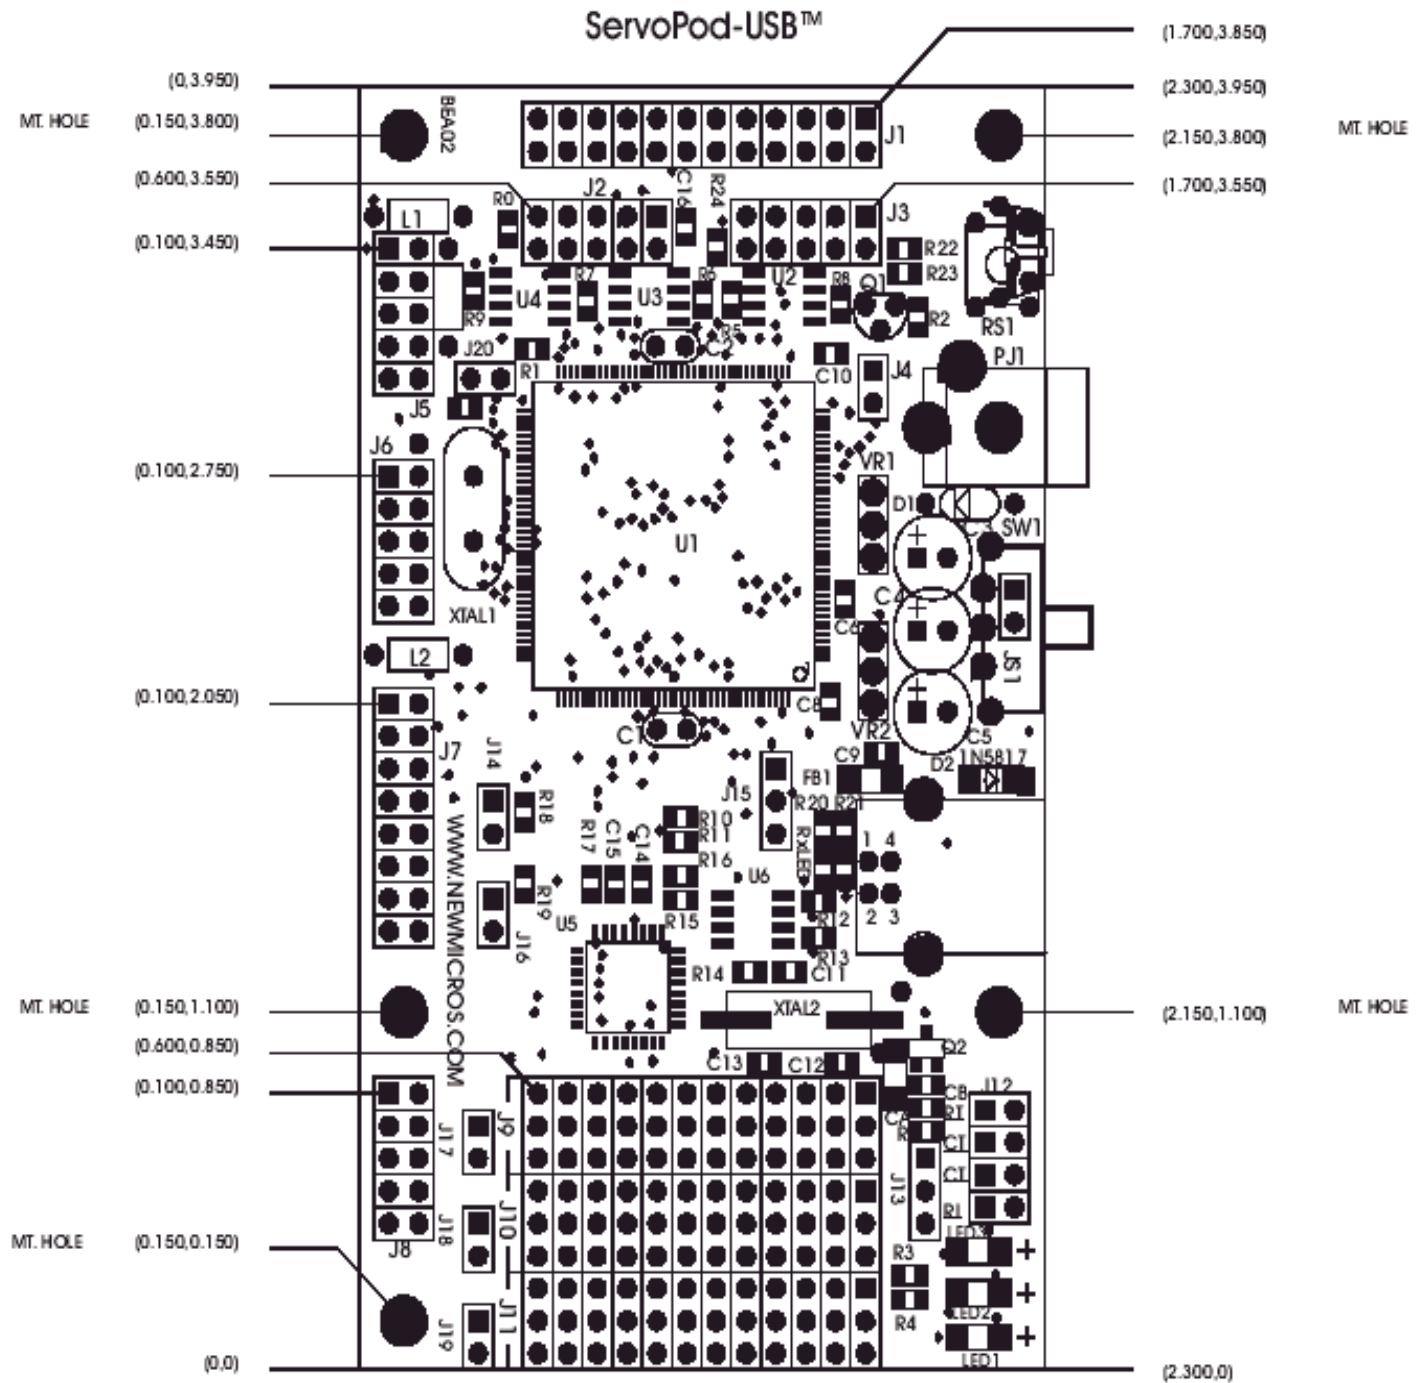 ServoPod-USB™
(1.700,3.850)
(0,3.950)
(2.300,3.950)
MT. HOLE (0.150,3.800)
BEA02
J1
(2.150,3.800) MT. HOLE
(0.600,3.550)
J2
C16
R24
(1.700,3.550)
R0
J3
L1
(0.100,3.450)
R22
R23
R7
R6
U2
R8
Q1
U4
U3
R9
R5
R2
RS1
C2
J20
R1
C10
J4
PJ1
J5
J6
(0.100,2.750)
VR1
D1
C3
SW1
U1
C4
XTAL1
C6
L2
JS1
(0.100,2.050)
C8
C1
VR2
C5
J7
J14
C9
D2
1N5817
FB1
J15
R20
R21
R18
R10
R11
R17
C15
C14
RxLED
1 4
R16
U6
R19
U5
R15
R12
2 3
J16
R13
R14
C11
WWW.NEWMICROS.COM
MT. HOLE (0.150,1.100)
XTAL2
(2.150,1.100) MT. HOLE
(0.600,0.850)
Q2
C13
C12
(0.100,0.850)
CB
J12
RT
J17
J9
CT
CT
J13
J10
RT
J18
J8
LED3
MT. HOLE (0.150,0.150)
R3
LED2
R4
J11
J19
LED1
(0,0)
(2.300,0)